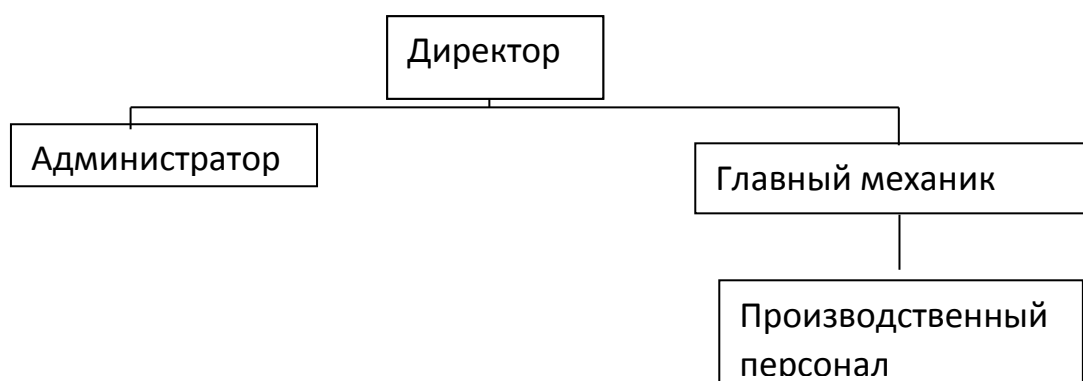 Директор
Администратор
Главный механик
Производственный
персонал